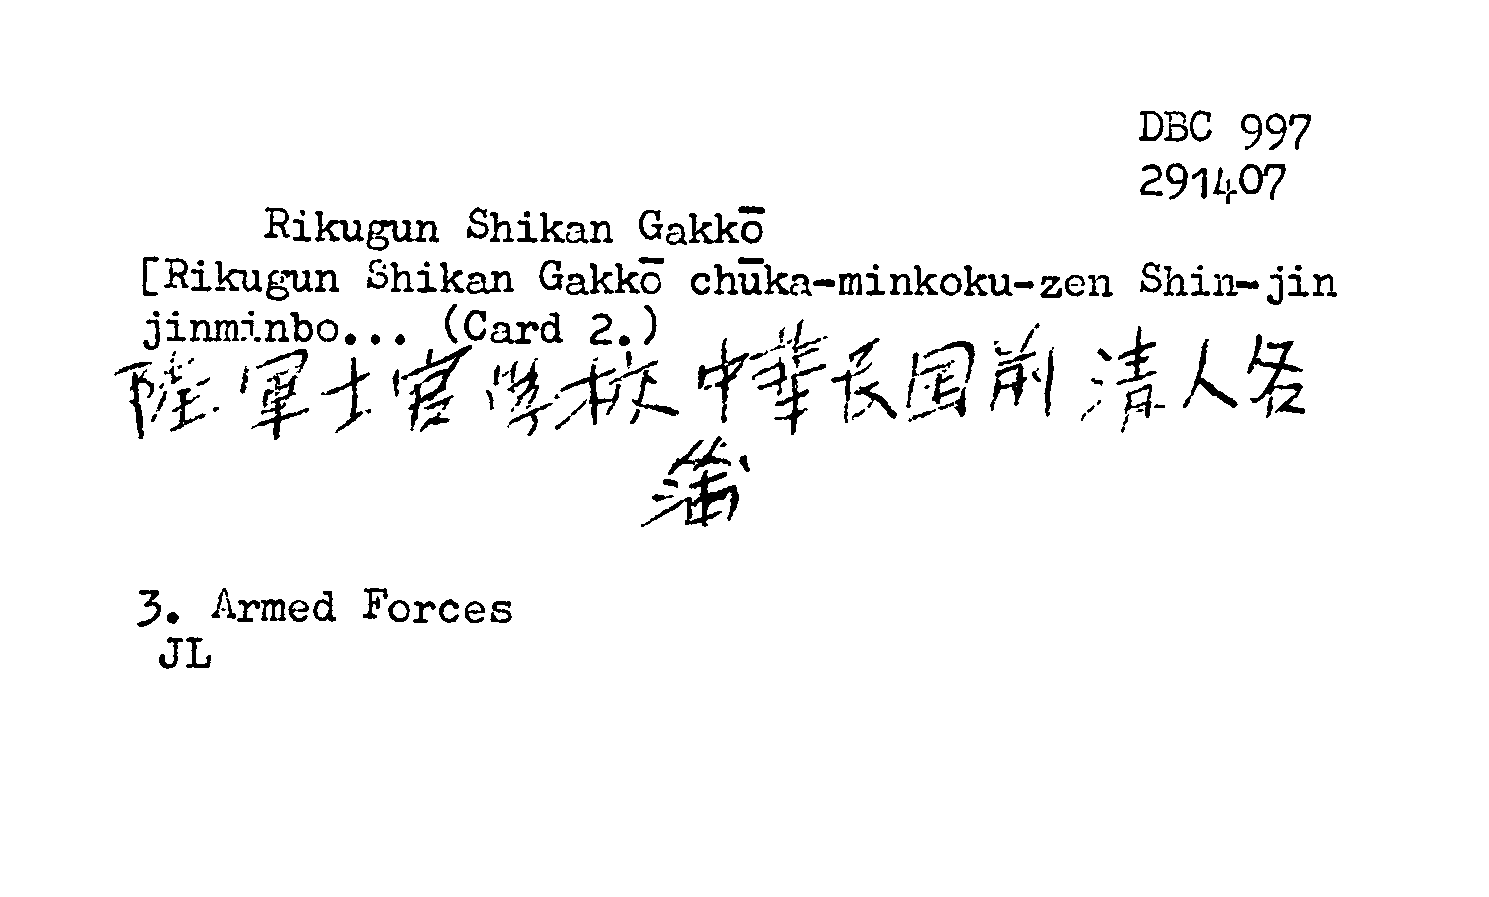 DBC 997
291407
Rikugun Shikan Gakkō
[Rikugun Shikan Gakkō chūka-minkoku-zen Shin-jin
jinminbo... (Card 2.)
陸軍士官学校 中華民国前 清人名
簿
3. Armed Forces
JL